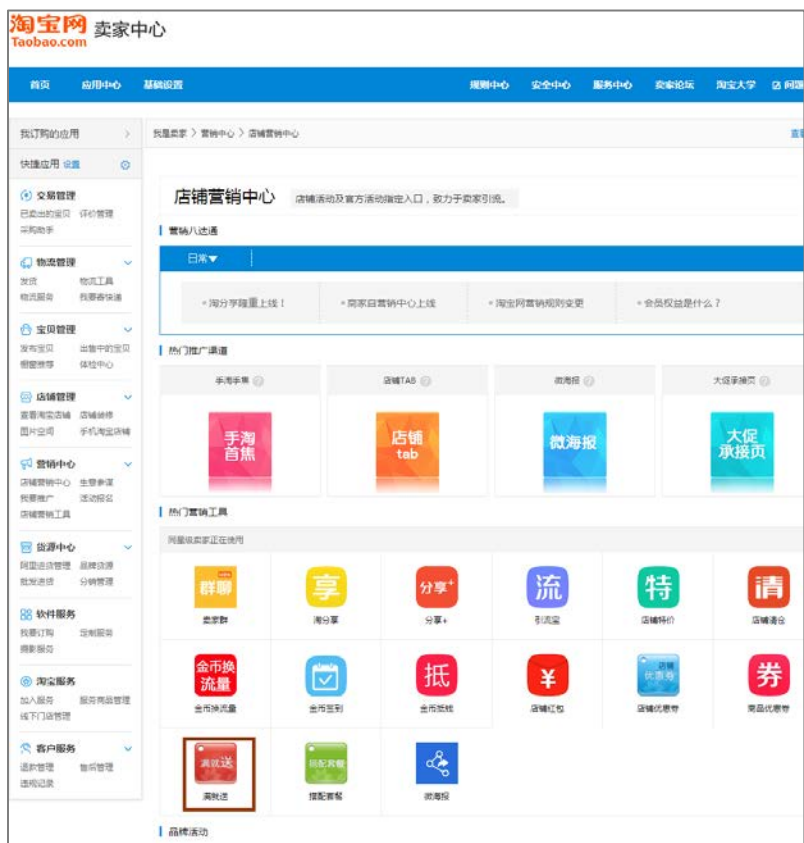 淘宝网 卖家中心
Taobao.com
首页 应用中心 基础设置 规则中心 安全中心 服务中心 卖家论坛 淘宝大学
我订购的应用
我是卖家 > 营销中心 > 店铺营销中心
快捷应用 设置
交易管理
已卖出的宝贝 评价管理
采购助手
物流管理
发货 物流工具
物流服务 我要寄快递
宝贝管理
发布宝贝 出售中的宝贝
橱窗推荐 体检中心
店铺管理
查看淘宝店铺 店铺装修
图片空间 手机淘宝店铺
营销中心
店铺营销中心 生意参谋
我要推广 活动报名
店铺营销工具
货源中心
阿里进货管理 品牌货源
批发进货 分销管理
软件服务
我要订购 定制服务
摄影服务
淘宝服务
加入服务 服务商品管理
线下门店管理
客户服务
退款管理 售后管理
违规记录
店铺营销中心 店铺活动及官方活动指定入口，致力于卖家引流。
营销八达通
日常▼
淘分享隆重上线！ 商家自营销中心上线 淘宝网营销规则变更 会员权益是什么？
热门推广渠道
手淘手焦 店铺TAB 微海报 大促承接页
手淘 店铺 微海报 大促
首焦 tab 承接页
热门营销工具
同星级卖家正在使用
群聊 享 分享+ 流 特 清
卖家群 淘分享 分享+ 引流宝 店铺特价 店铺清仓
金币换 抵 店铺 券
流量 优惠券
金币换流量 金币签到 金币抵钱 店铺红包 店铺优惠券 商品优惠券
满就送 搭配套餐
满就送 搭配套餐 微海报
品牌活动